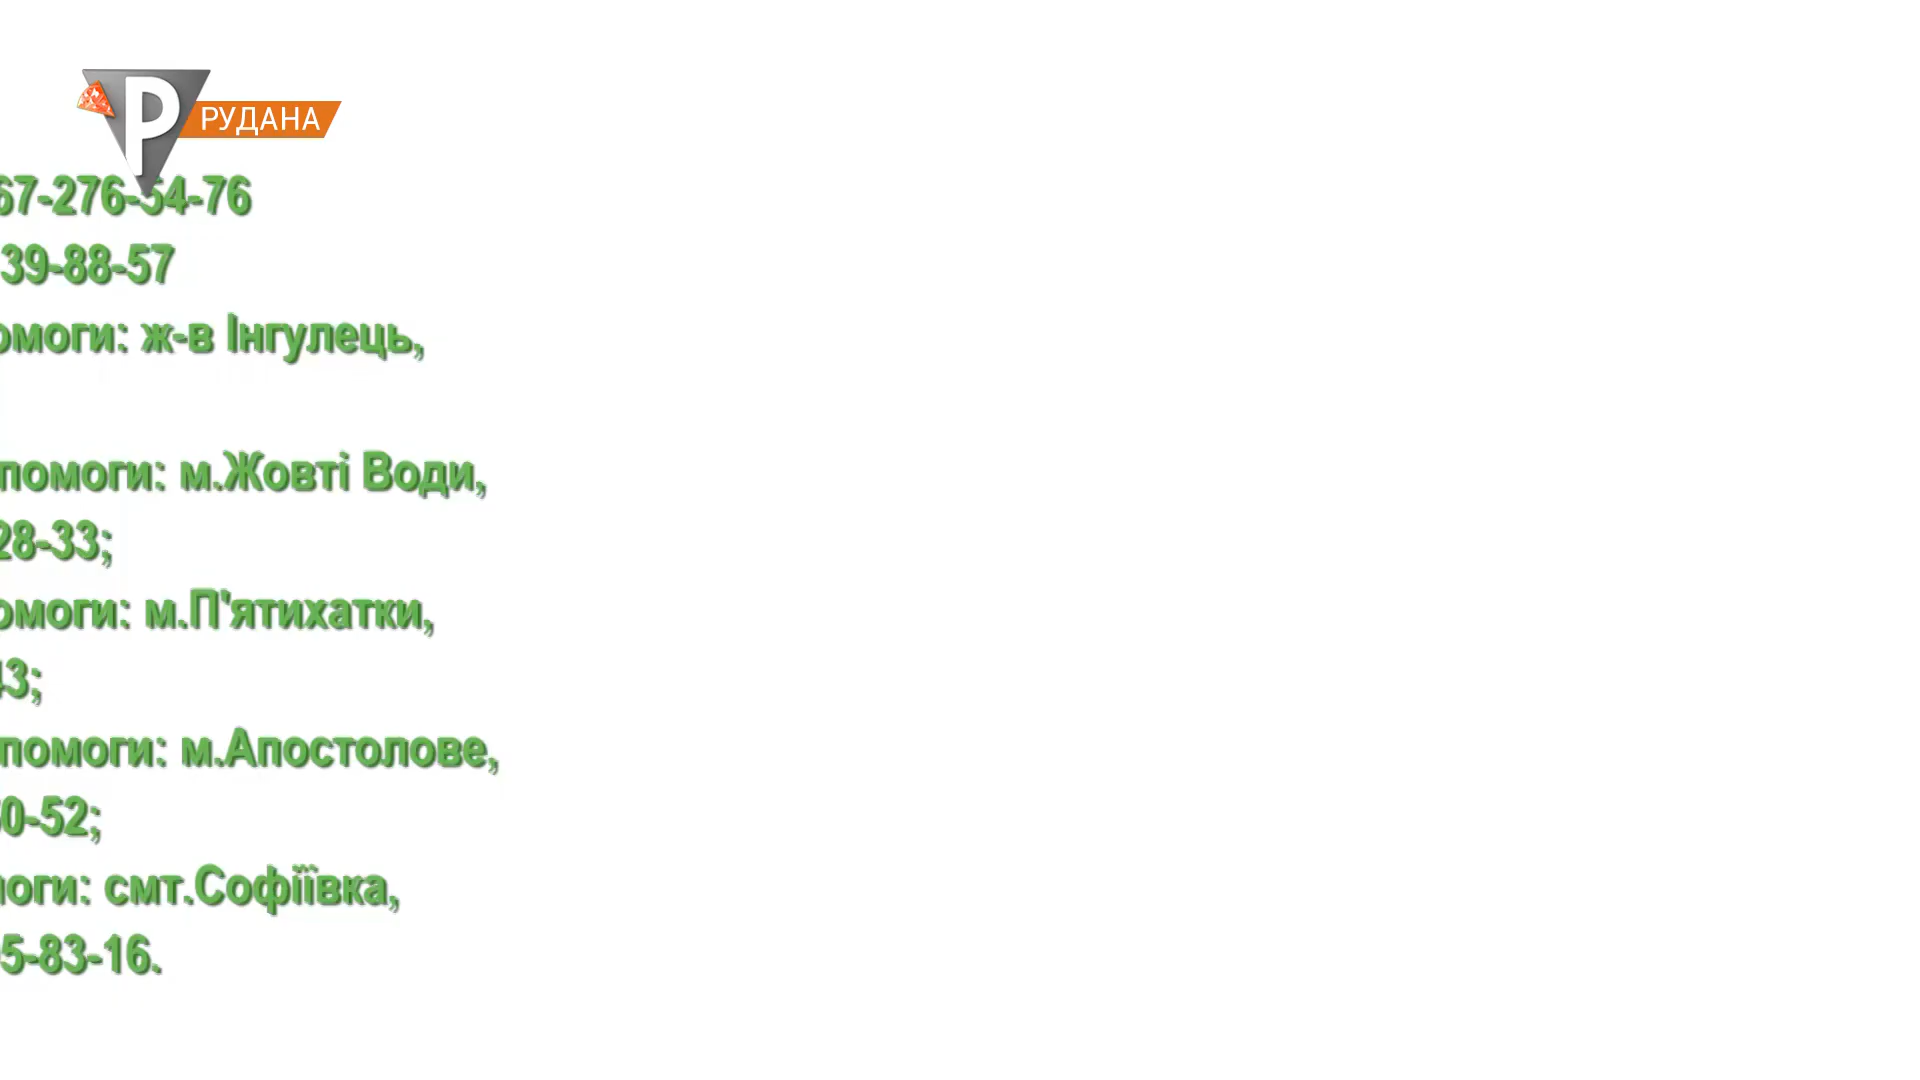 Р РУДАНА
67-276-54-76
39-88-57
омоги: ж-в Інгулець,
помоги: м.Жовті Води,
28-33;
омоги: м.П'ятихатки,
43;
помоги: м.Апостолове,
0-52;
моги: смт.Софіївка,
5-83-16.